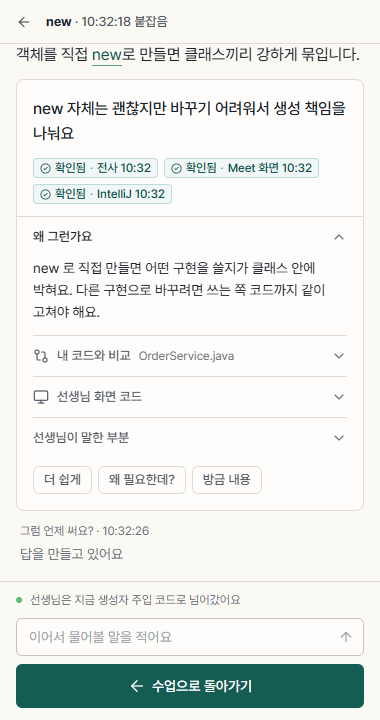 new · 10:32:18 붙잡음
객체를 직접 new로 만들면 클래스끼리 강하게 묶입니다.
new 자체는 괜찮지만 바꾸기 어려워서 생성 책임을
나눠요
확인됨 · 전사 10:32 확인됨 · Meet 화면 10:32
확인됨 · IntelliJ 10:32
왜 그런가요
new 로 직접 만들면 어떤 구현을 쓸지가 클래스 안에
박혀요. 다른 구현으로 바꾸려면 쓰는 쪽 코드까지 같이
고쳐야 해요.
내 코드와 비교 OrderService.java
선생님 화면 코드
선생님이 말한 부분
더 쉽게 왜 필요한데? 방금 내용
그럼 언제 써요? · 10:32:26
답을 만들고 있어요
선생님은 지금 생성자 주입 코드로 넘어갔어요
이어서 물어볼 말을 적어요
수업으로 돌아가기